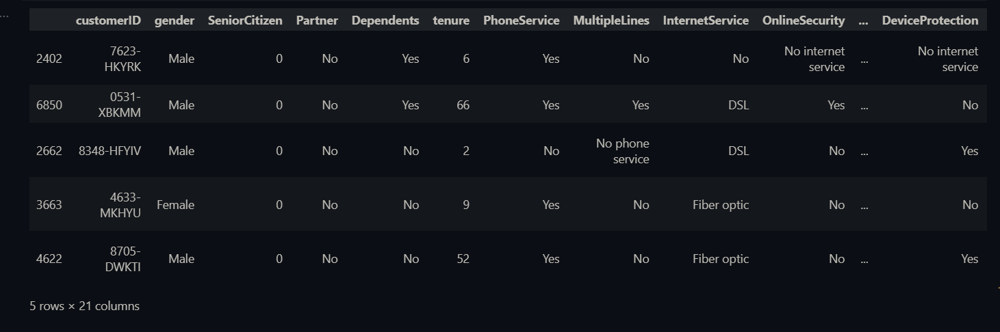 customerID gender SeniorCitizen Partner Dependents tenure PhoneService MultipleLines InternetService OnlineSecurity ... DeviceProtection
2402 7623-HKYRK Male 0 No Yes 6 Yes No No No internet service ... No internet service
6850 0531-XBKMM Male 0 No Yes 66 Yes Yes DSL Yes ... No
2662 8348-HFYIV Male 0 No No 2 No No phone service DSL No ... Yes
3663 4633-MKHYU Female 0 No No 9 Yes No Fiber optic No ... No
4622 8705-DWKTI Male 0 No No 52 Yes No Fiber optic No ... Yes
5 rows × 21 columns